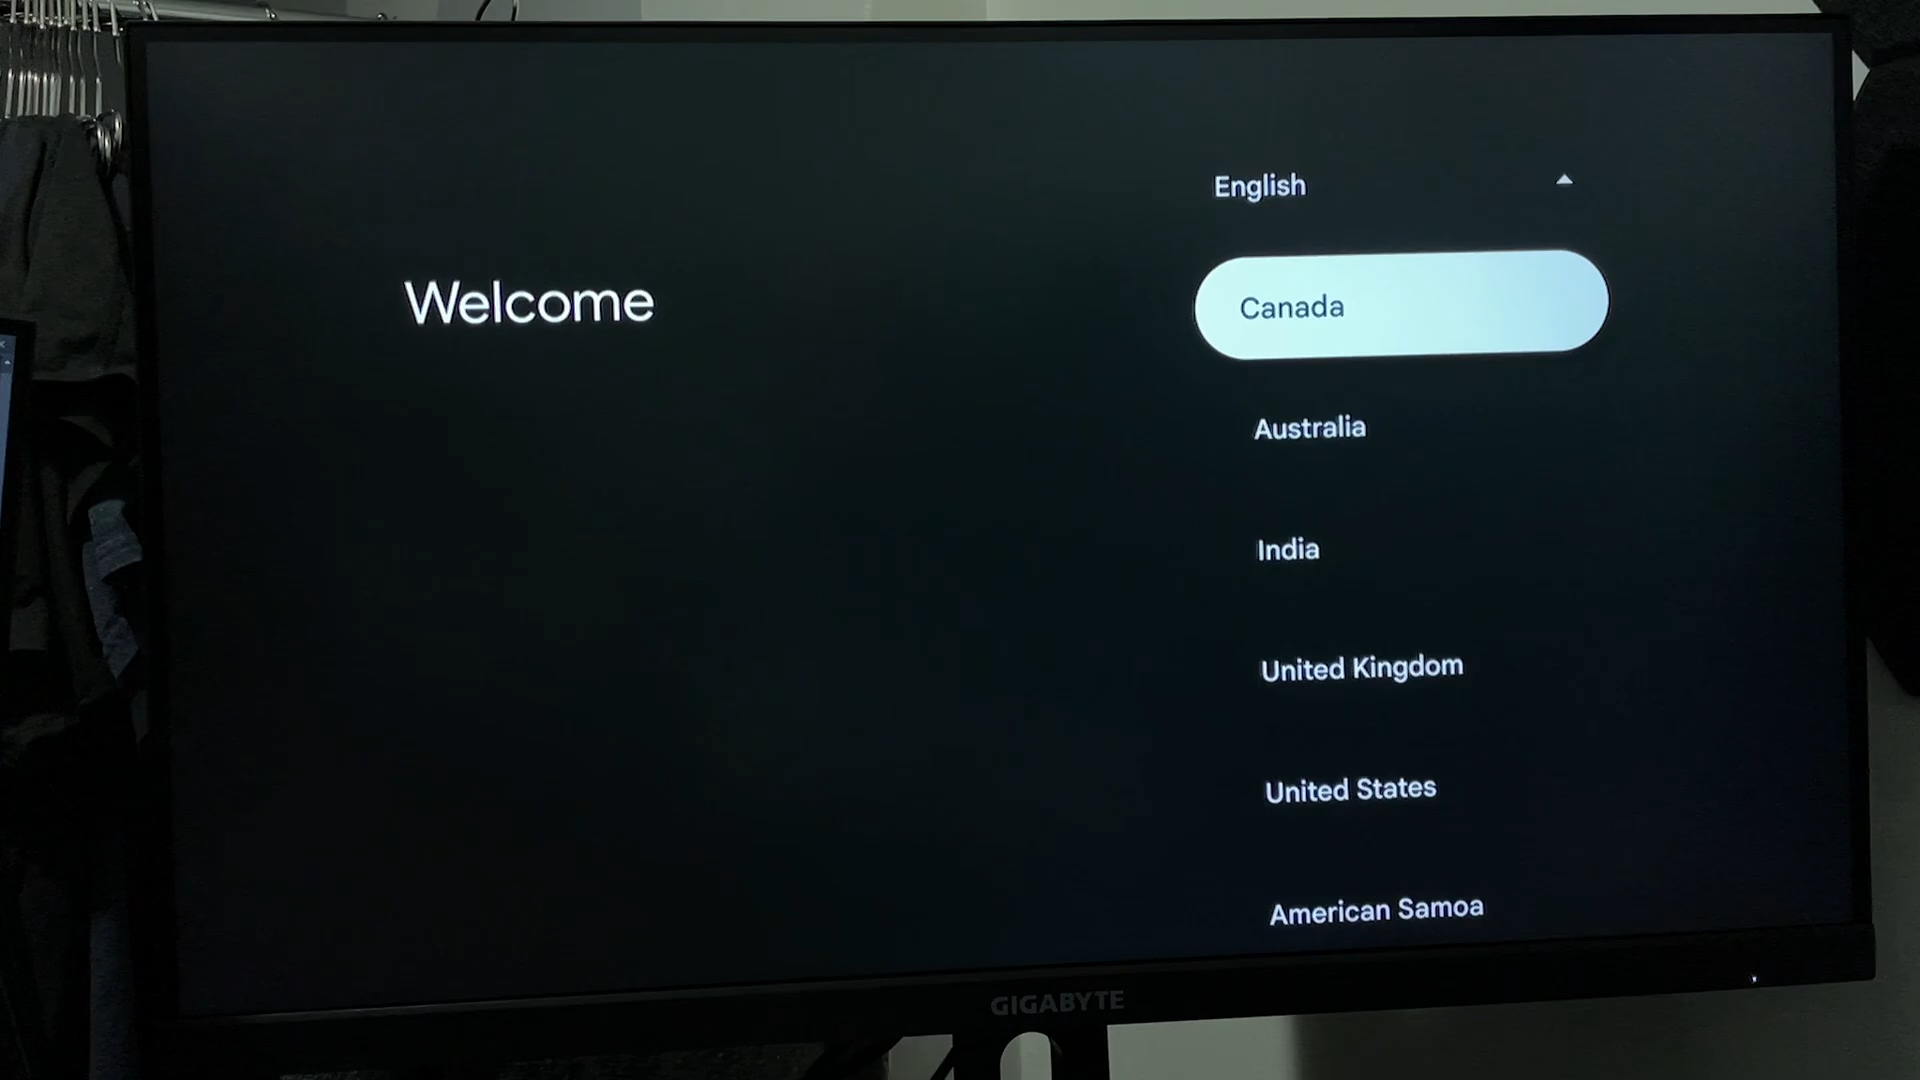 Welcome
English
Canada
Australia
India
United Kingdom
United States
American Samoa
GIGABYTE